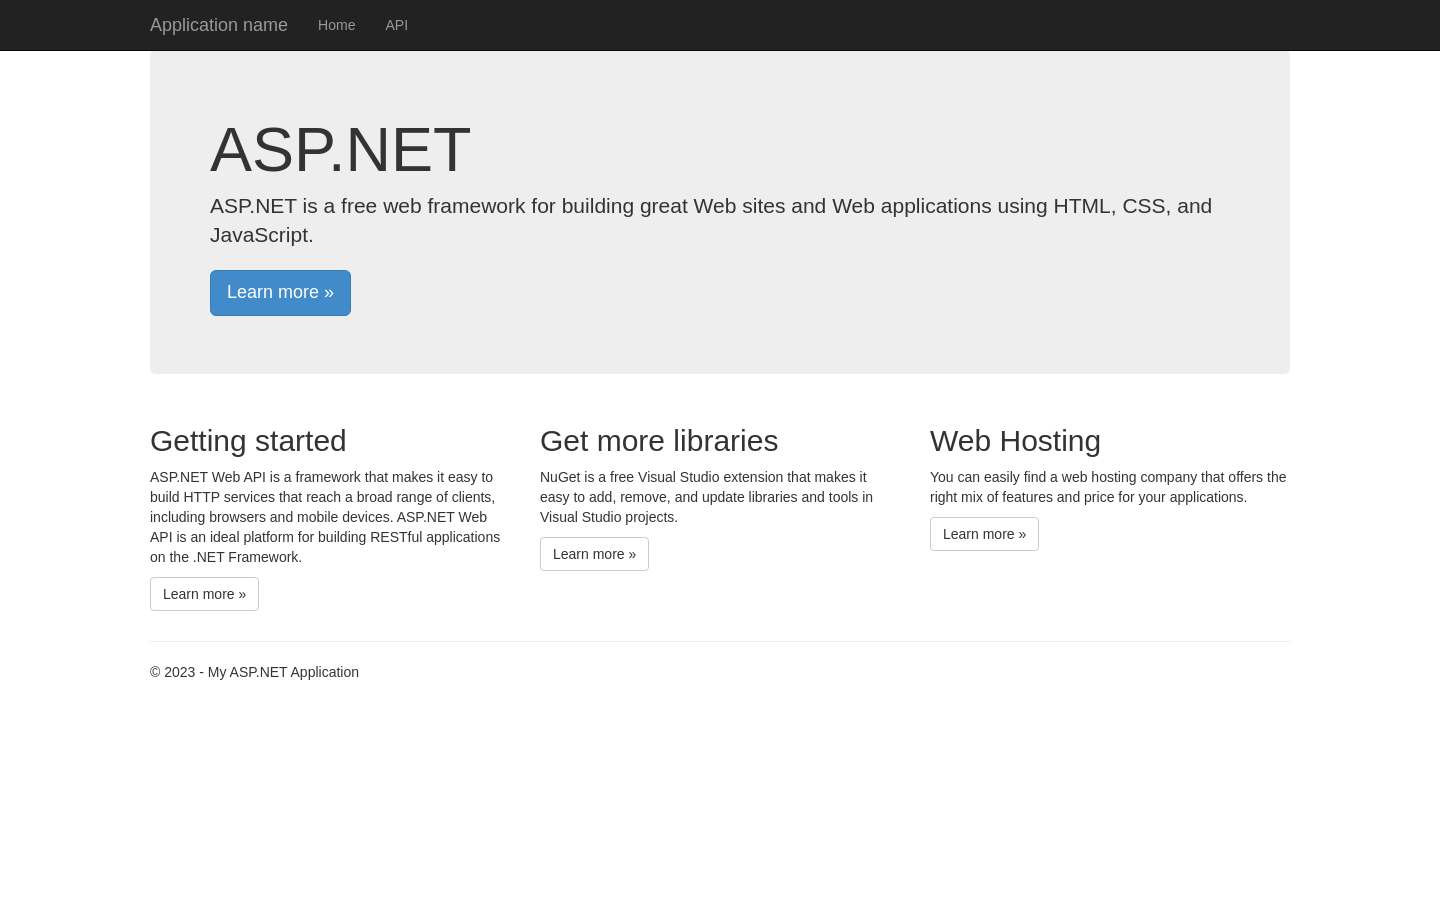 Application name Home API
ASP.NET
ASP.NET is a free web framework for building great Web sites and Web applications using HTML, CSS, and
JavaScript.
Learn more »
Getting started
ASP.NET Web API is a framework that makes it easy to
build HTTP services that reach a broad range of clients,
including browsers and mobile devices. ASP.NET Web
API is an ideal platform for building RESTful applications
on the .NET Framework.
Learn more »
Get more libraries
NuGet is a free Visual Studio extension that makes it
easy to add, remove, and update libraries and tools in
Visual Studio projects.
Learn more »
Web Hosting
You can easily find a web hosting company that offers the
right mix of features and price for your applications.
Learn more »
© 2023 - My ASP.NET Application